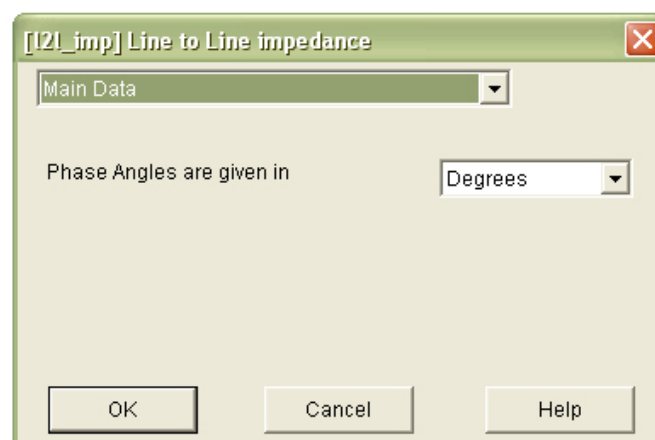 [l2l_imp] Line to Line impedance
Main Data
Phase Angles are given in
Degrees
OK
Cancel
Help